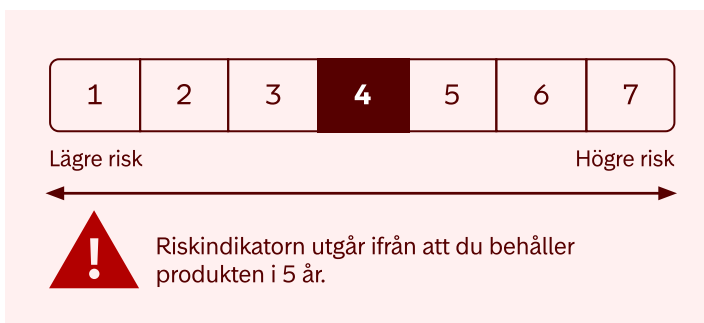 1 2 3 4 5 6 7
Lägre risk Högre risk
!
Riskindikatorn utgår ifrån att du behåller
produkten i 5 år.